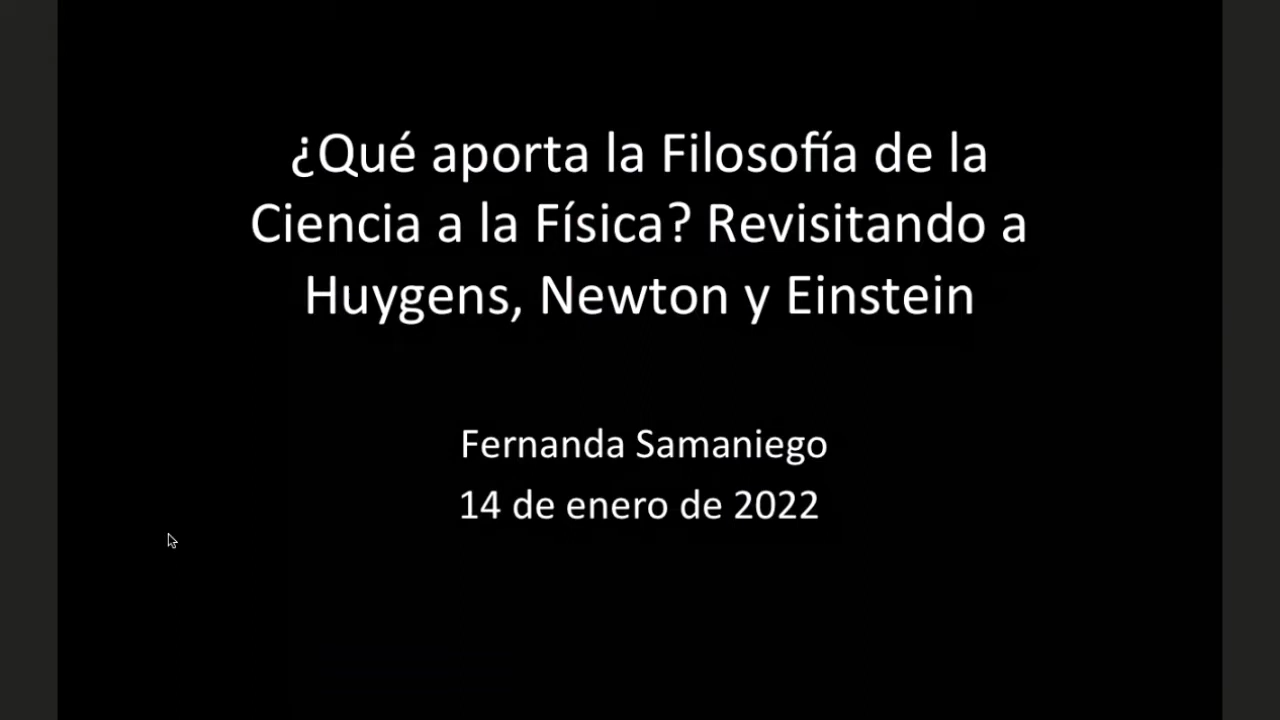 ¿Qué aporta la Filosofía de la
Ciencia a la Física? Revisitando a
Huygens, Newton y Einstein
Fernanda Samaniego
14 de enero de 2022